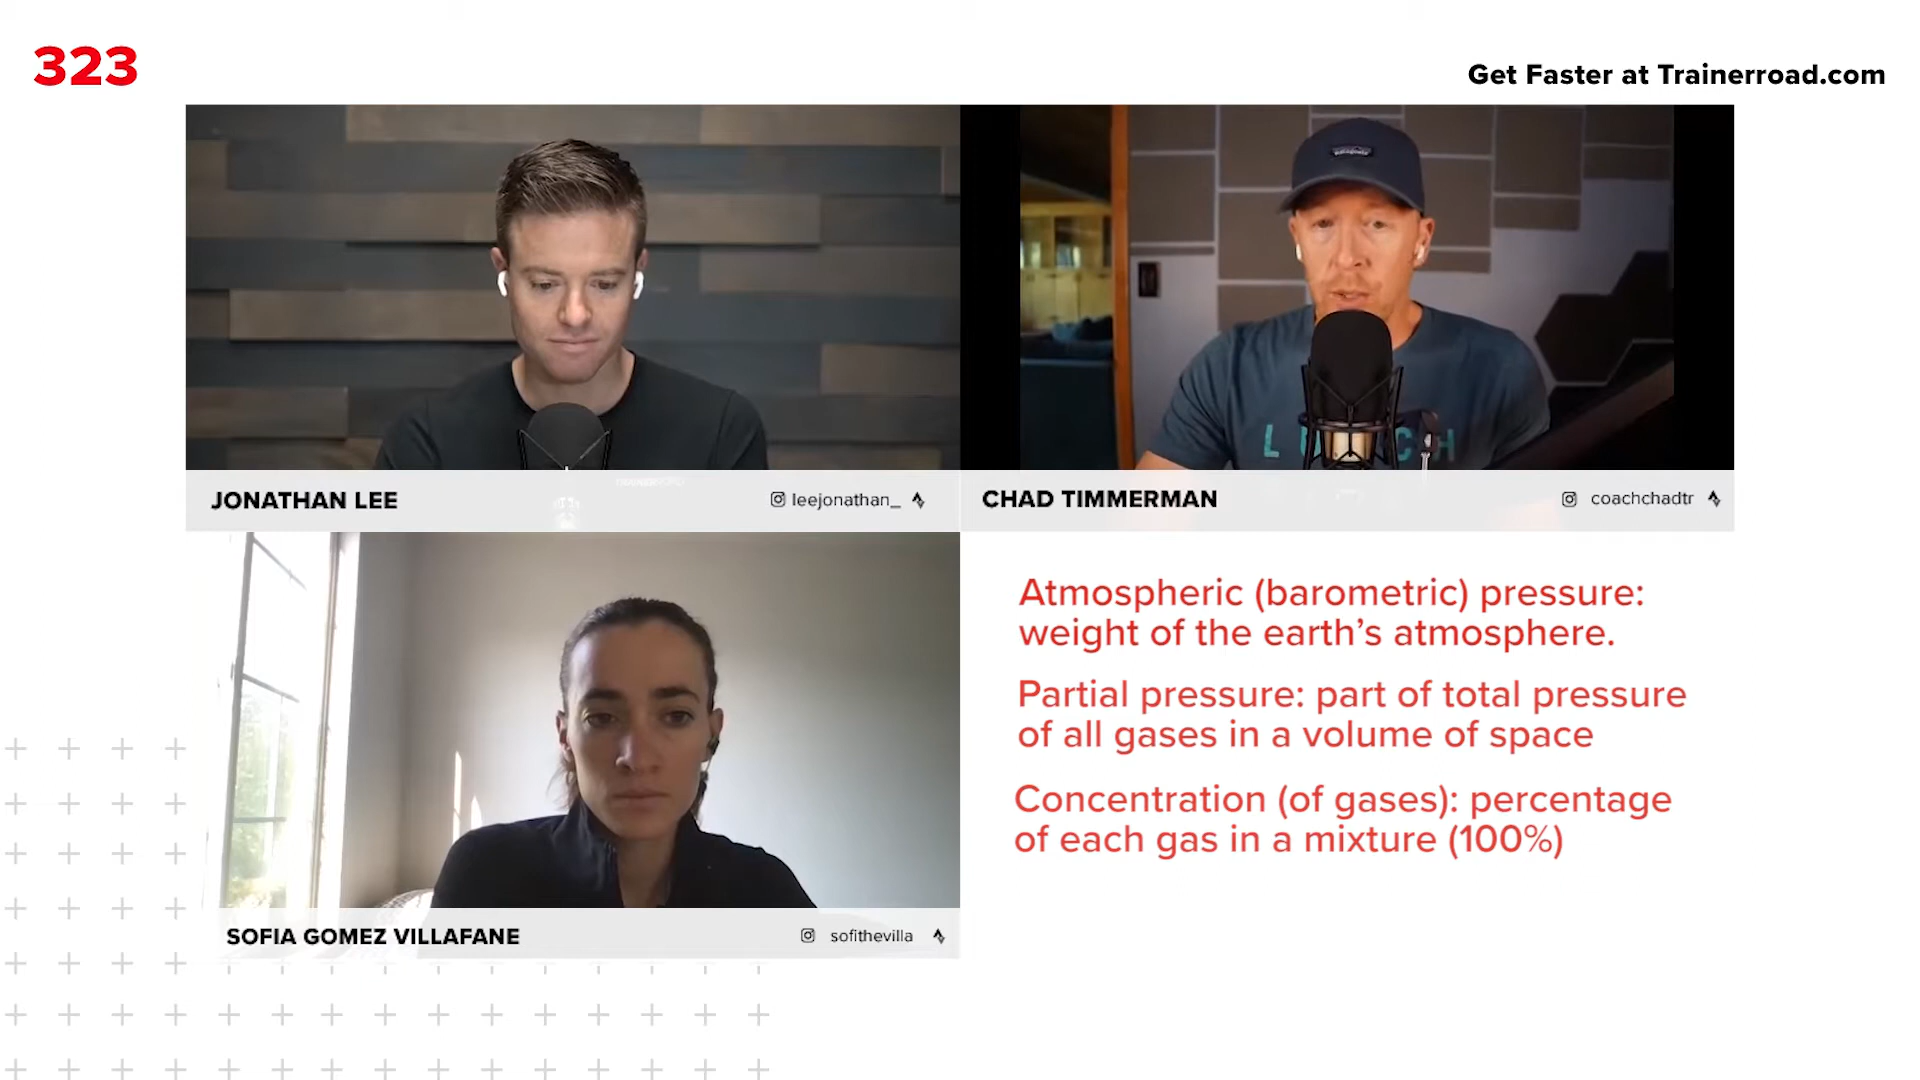 323
Get Faster at Trainerroad.com
JONATHAN LEE
leejonathan_
CHAD TIMMERMAN
coachchadtr
Atmospheric (barometric) pressure:
weight of the earth’s atmosphere.
Partial pressure: part of total pressure
of all gases in a volume of space
Concentration (of gases): percentage
of each gas in a mixture (100%)
SOFIA GOMEZ VILLAFANE
sofithevilla